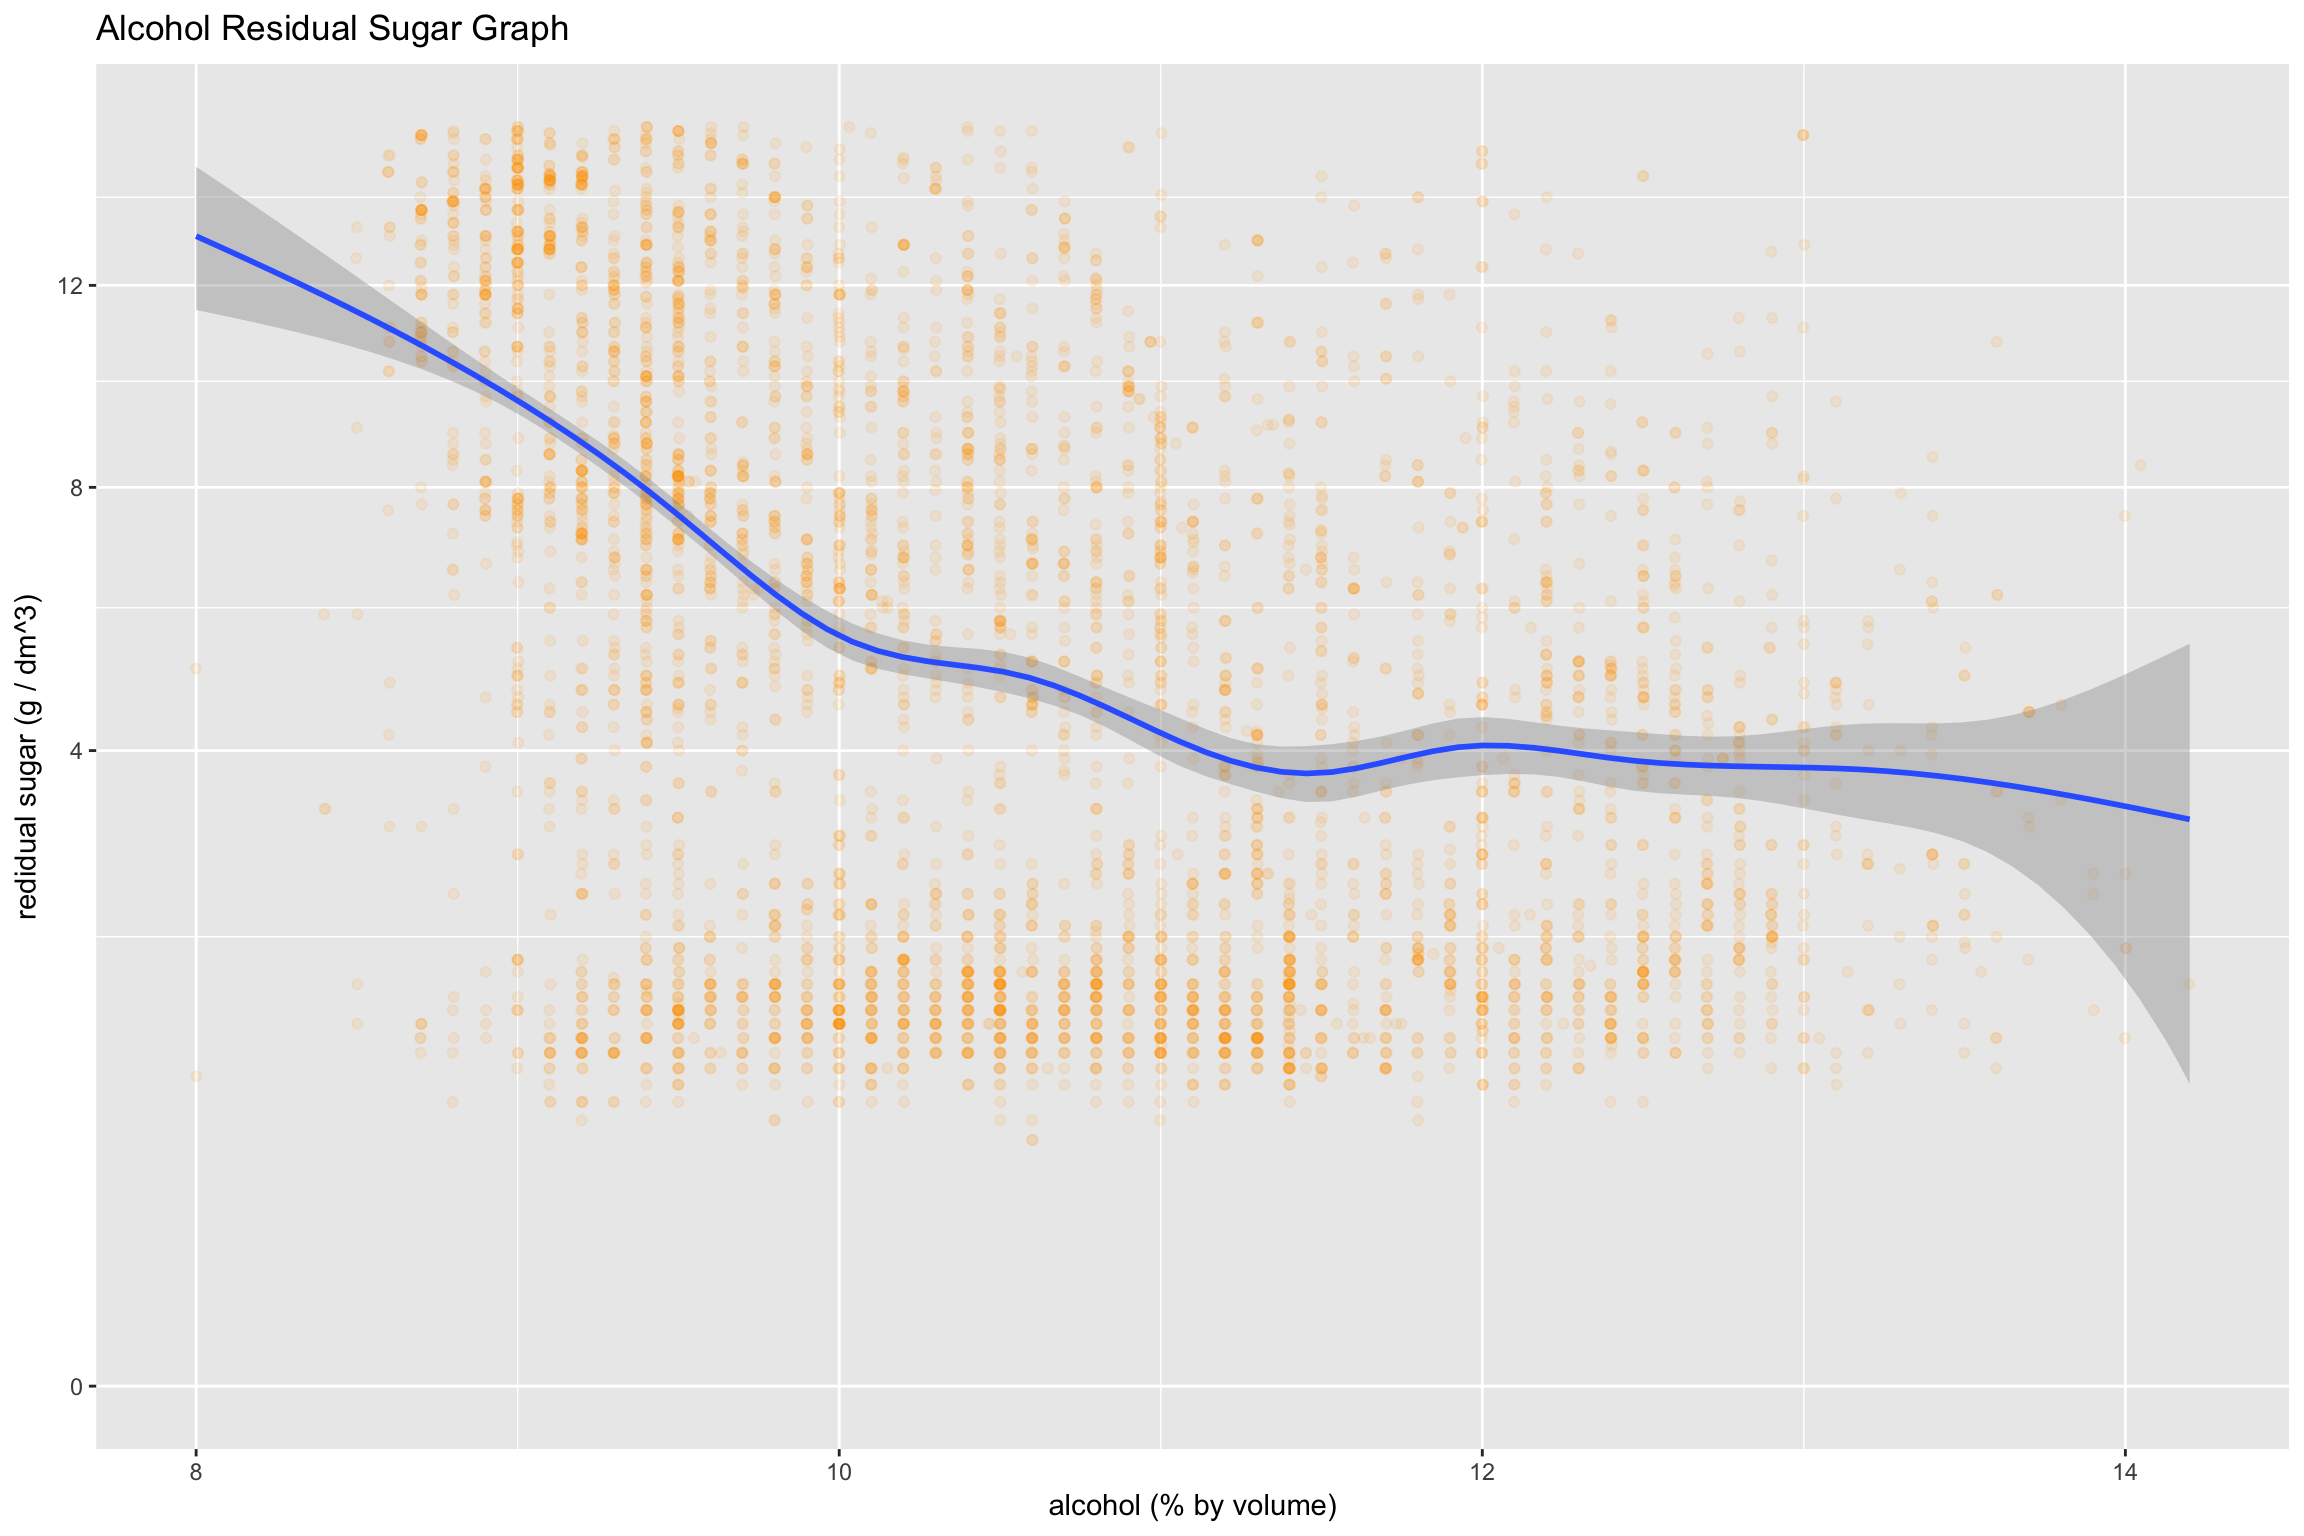 Alcohol Residual Sugar Graph
redidual sugar (g / dm^3)
12
8
4
0
8
10
12
14
alcohol (% by volume)